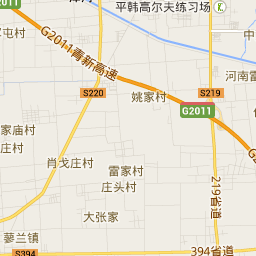 平韩高尔夫练习场
G2011
屯村
中
G2011青新高速
河南雷
S220
S219
姚家村
G2011
家庙村
庄村
肖戈庄村
雷家村
庄头村
219省道
大张家
蓼兰镇
S394
394省道